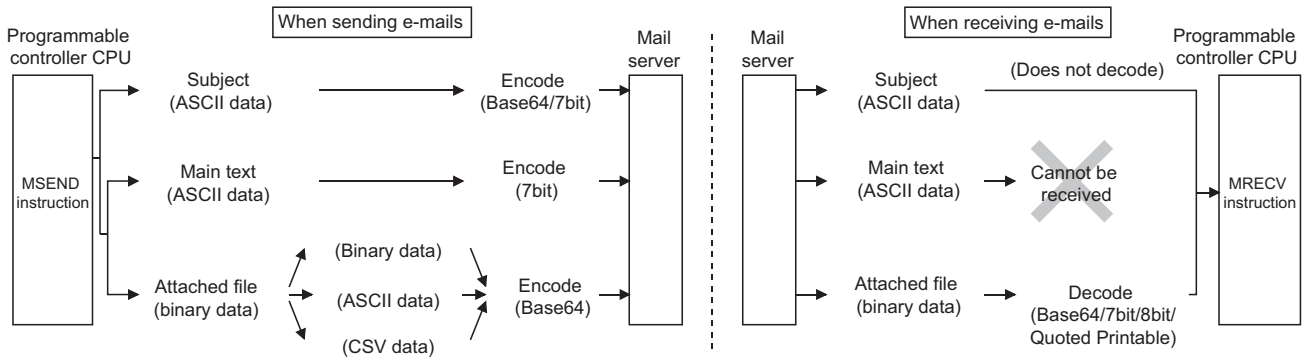 When sending e-mails
Programmable
controller CPU
MSEND
instruction
Subject
(ASCII data)
Encode
(Base64/7bit)
Main text
(ASCII data)
Encode
(7bit)
Attached file
(binary data)
(Binary data)
(ASCII data)
(CSV data)
Encode
(Base64)
Mail
server
When receiving e-mails
Mail
server
Subject
(ASCII data)
(Does not decode)
Main text
(ASCII data)
Cannot be
received
Attached file
(binary data)
Decode
(Base64/7bit/8bit/
Quoted Printable)
Programmable
controller CPU
MRECV
instruction